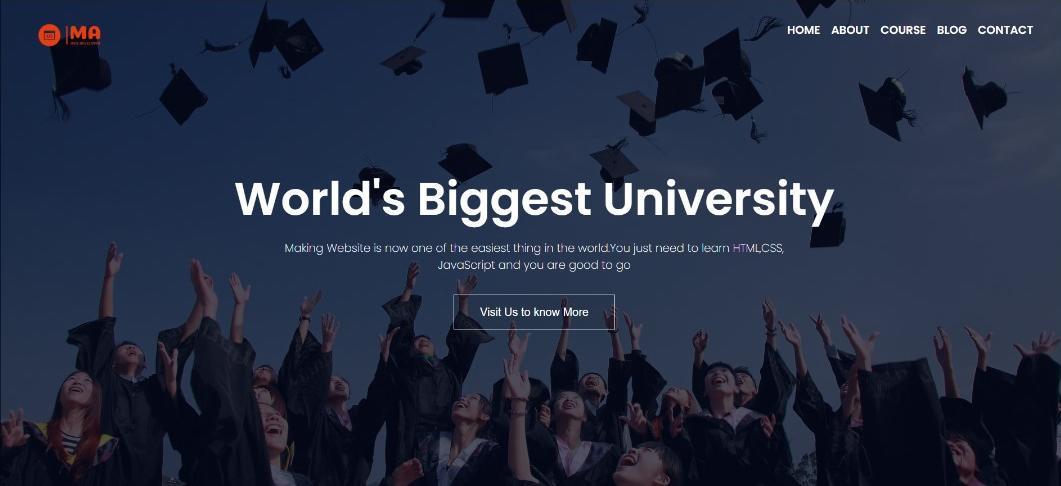 MA
HOME ABOUT COURSE BLOG CONTACT
World's Biggest University
Making Website is now one of the easiest thing in the world.You just need to learn HTML,CSS,
JavaScript and you are good to go
Visit Us to know More